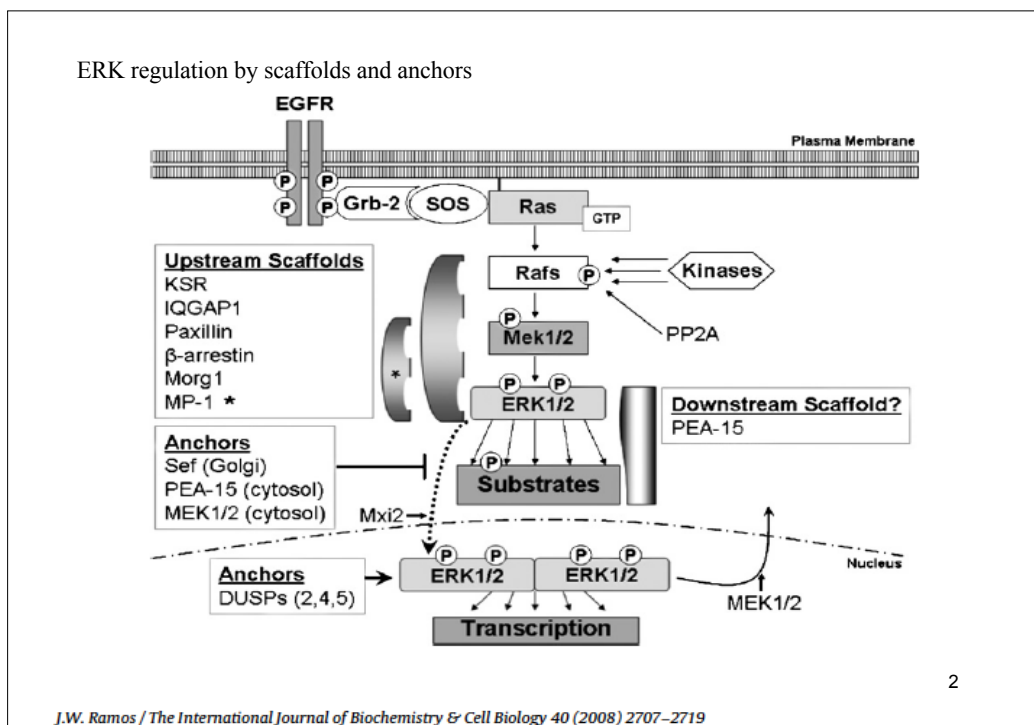 ERK regulation by scaffolds and anchors
EGFR
Plasma Membrane
P P
P P
Grb-2 SOS Ras
GTP
Upstream Scaffolds
KSR
IQGAP1
Paxillin
β-arrestin
Morg1
MP-1 *
*
Rafs P
Kinases
PP2A
P
Mek1/2
P P
ERK1/2
Downstream Scaffold?
PEA-15
Anchors
Sef (Golgi)
PEA-15 (cytosol)
MEK1/2 (cytosol)
P
Substrates
Mxi2
Nucleus
Anchors
DUSPs (2,4,5)
P P P P
ERK1/2 ERK1/2
MEK1/2
Transcription
2
J.W. Ramos / The International Journal of Biochemistry & Cell Biology 40 (2008) 2707–2719